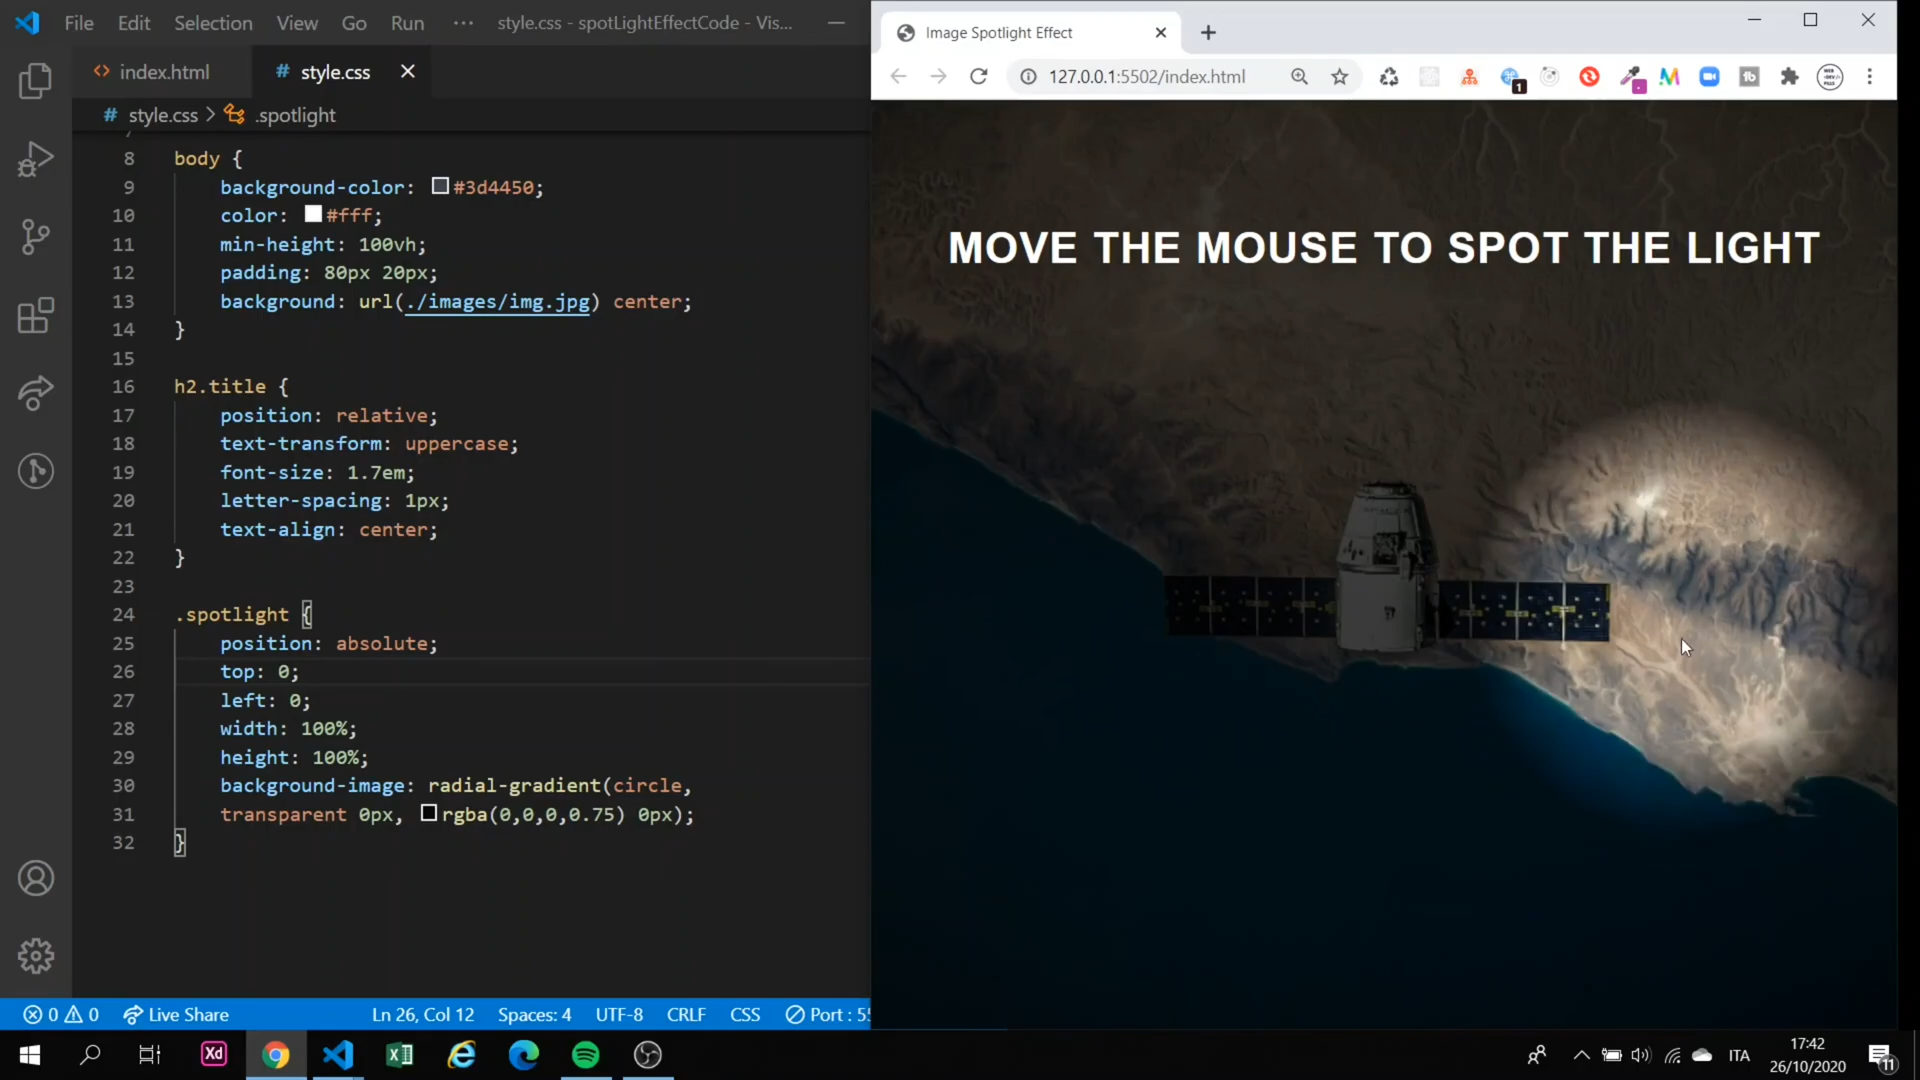 File Edit Selection View Go Run ··· style.css - spotLightEffectCode - Vis...
index.html # style.css
# style.css > .spotlight
7
8 body {
9 background-color: #3d4450;
10 color: #fff;
11 min-height: 100vh;
12 padding: 80px 20px;
13 background: url(./images/img.jpg) center;
14 }
15
16 h2.title {
17 position: relative;
18 text-transform: uppercase;
19 font-size: 1.7em;
20 letter-spacing: 1px;
21 text-align: center;
22 }
23
24 .spotlight {
25 position: absolute;
26 top: 0;
27 left: 0;
28 width: 100%;
29 height: 100%;
30 background-image: radial-gradient(circle,
31 transparent 0px, rgba(0,0,0,0.75) 0px);
32 }
0 0 Live Share Ln 26, Col 12 Spaces: 4 UTF-8 CRLF CSS Port : 5
Image Spotlight Effect
127.0.0.1:5502/index.html
1
MOVE THE MOUSE TO SPOT THE LIGHT
Xd
ITA
17:42
26/10/2020
11